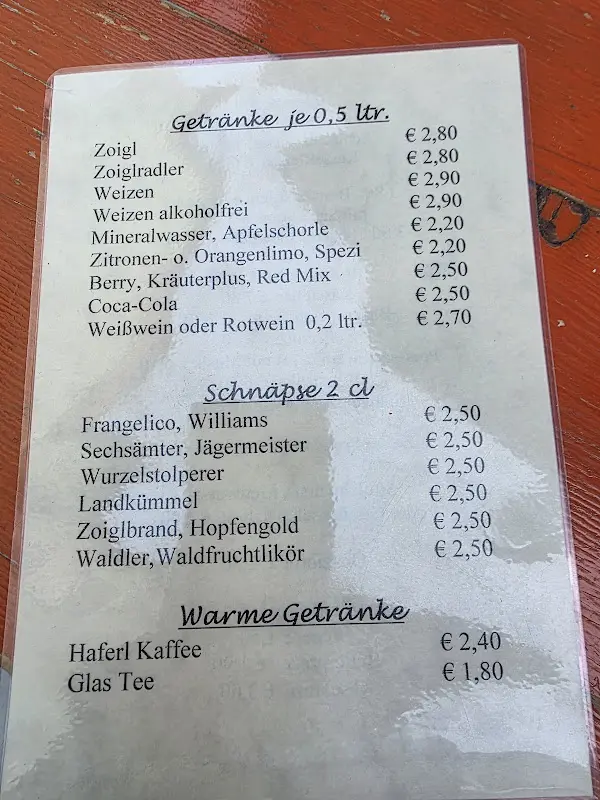 Getränke je 0,5 ltr.
Zoigl € 2,80
Zoiglradler € 2,80
Weizen € 2,90
Weizen alkoholfrei € 2,90
Mineralwasser, Apfelschorle € 2,20
Zitronen- o. Orangenlimo, Spezi € 2,20
Berry, Kräuterplus, Red Mix € 2,50
Coca-Cola € 2,50
Weißwein oder Rotwein 0,2 ltr. € 2,70
Schnäpse 2 cl
Frangelico, Williams € 2,50
Sechsämter, Jägermeister € 2,50
Wurzelstolperer € 2,50
Landkümmel € 2,50
Zoiglbrand, Hopfengold € 2,50
Waldler,Waldfruchtlikör € 2,50
Warme Getränke
Haferl Kaffee € 2,40
Glas Tee € 1,80